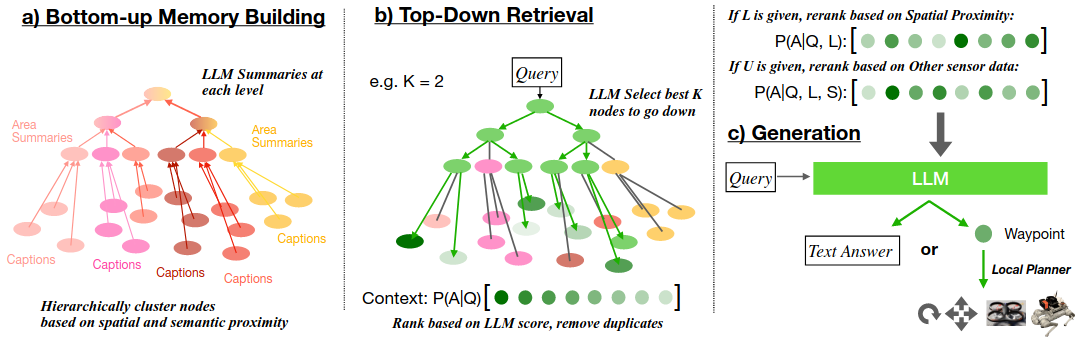 a) Bottom-up Memory Building
LLM Summaries at
each level
Area
Summaries
Area
Summaries
Captions
Captions
Captions
Captions
Captions
Hierarchically cluster nodes
based on spatial and semantic proximity
b) Top-Down Retrieval
e.g. K = 2
Query
LLM Select best K
nodes to go down
Context: P(A|Q) [ ]
Rank based on LLM score, remove duplicates
If L is given, rerank based on Spatial Proximity:
P(A|Q, L): [ ]
If U is given, rerank based on Other sensor data:
P(A|Q, L, S): [ ]
c) Generation
Query
LLM
Text Answer
or
Waypoint
Local Planner